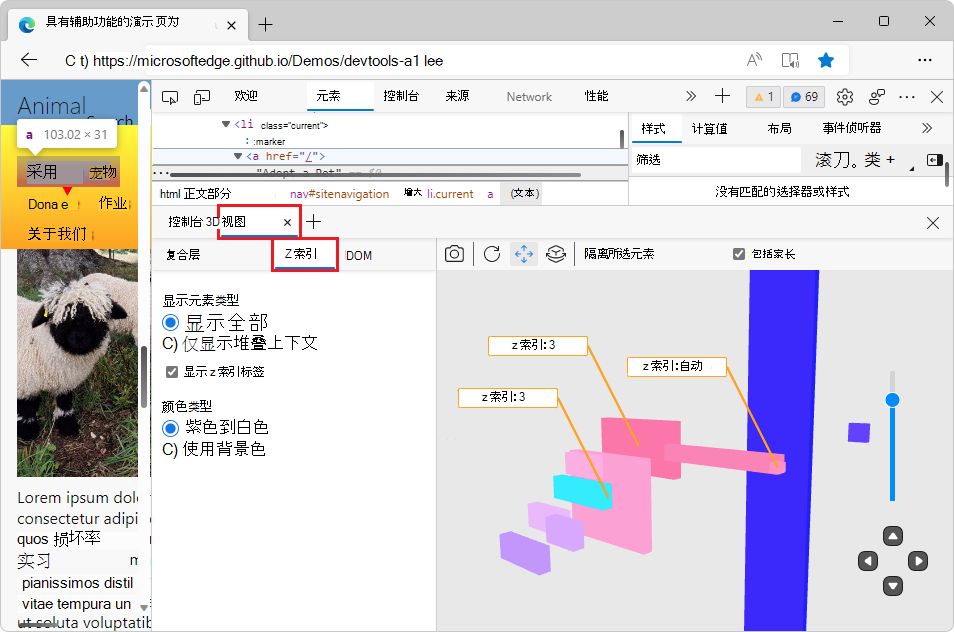 具有辅助功能的演示页为
C t) https://microsoftedge.github.io/Demos/devtools-a1 lee
Animal
Search
a 103.02 × 31
采用 宠物
Dona e 作业
关于我们
Lorem ipsum dolo
consectetur adipi
quos 损坏率
实习 m
pianissimos distil
vitae tempura un
ut soluta voluptatib
欢迎 元素 控制台 来源 Network 性能 1 69
<li class="current">
::marker
<a href="/">
"Adopt a Pet" == $0
html 正文部分 nav#sitenavigation 增大 li.current a (文本)
样式 计算值 布局 事件侦听器
筛选 滚刀。类 +
没有匹配的选择器或样式
控制台 3D视图
复合层 Z 索引 DOM
显示元素类型
显示全部
C) 仅显示堆叠上下文
显示 z 索引标签
颜色类型
紫色到白色
C) 使用背景色
隔离所选元素 包括家长
z 索引: 3
z 索引:自动
z 索引: 3